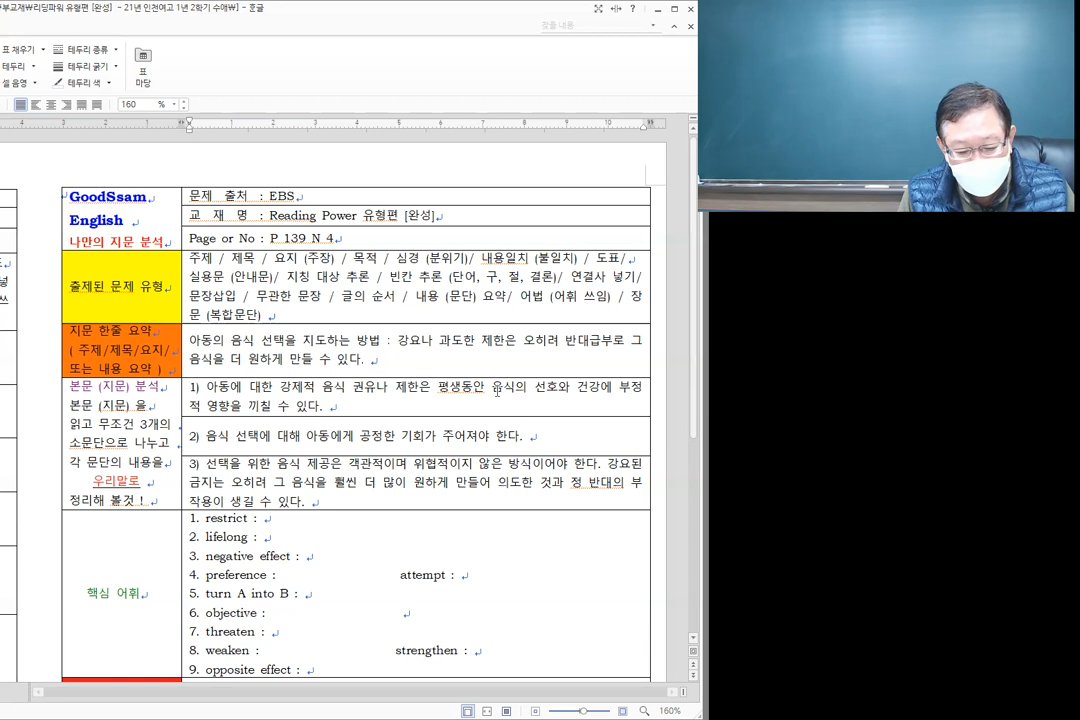 부교재₩리딩파워 유형편 [완성] - 21년 인천여고 1년 2학기 수애₩] - 훈글
찾을 내용
표 채우기
테두리 종류
테두리
테두리 굵기
표
셀 음영
테두리 색
마당
160 %
4 3 2 1 1 2 3 4 5 6 7 8 9 10
GoodSsam
English
나만의 지문 분석
문제 출처 : EBS
교 재 명 : Reading Power 유형편 [완성]
Page or No : P 139 N 4
출제된 문제 유형
주제 / 제목 / 요지 (주장) / 목적 / 심경 (분위기)/ 내용일치 (불일치) / 도표/
실용문 (안내문)/ 지칭 대상 추론 / 빈칸 추론 (단어, 구, 절, 결론)/ 연결사 넣기/
문장삽입 / 무관한 문장 / 글의 순서 / 내용 (문단) 요약/ 어법 (어휘 쓰임) / 장
문 (복합문단)
지문 한줄 요약
( 주제/제목/요지/
또는 내용 요약 )
아동의 음식 선택을 지도하는 방법 : 강요나 과도한 제한은 오히려 반대급부로 그
음식을 더 원하게 만들 수 있다.
본문 (지문) 분석
본문 (지문) 을
읽고 무조건 3개의
소문단으로 나누고
각 문단의 내용을
우리말로
정리해 볼것 !
1) 아동에 대한 강제적 음식 권유나 제한은 평생동안 음식의 선호와 건강에 부정
적 영향을 끼칠 수 있다.
2) 음식 선택에 대해 아동에게 공정한 기회가 주어져야 한다.
3) 선택을 위한 음식 제공은 객관적이며 위협적이지 않은 방식이어야 한다. 강요된
금지는 오히려 그 음식을 훨씬 더 많이 원하게 만들어 의도한 것과 정 반대의 부
작용이 생길 수 있다.
핵심 어휘
1. restrict :
2. lifelong :
3. negative effect :
4. preference : attempt :
5. turn A into B :
6. objective :
7. threaten :
8. weaken : strengthen :
9. opposite effect :
160%